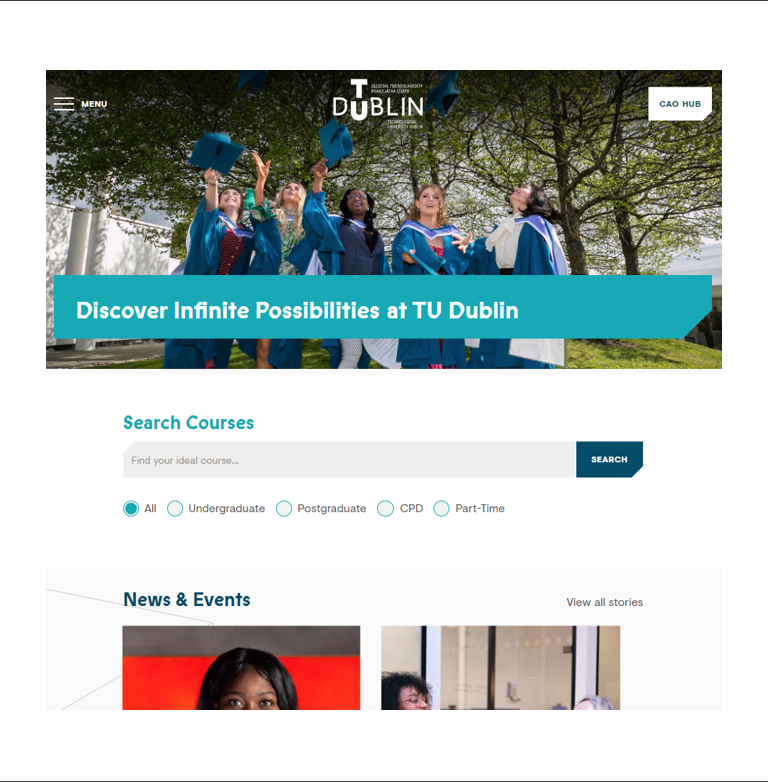 MENU
OLLSCOIL TEICNEOLAÍOCHTA
BHAILE ÁTHA CLIATH
TU DUBLIN
TECHNOLOGICAL
UNIVERSITY DUBLIN
CAO HUB
Discover Infinite Possibilities at TU Dublin
Search Courses
Find your ideal course...
SEARCH
All Undergraduate Postgraduate CPD Part-Time
News & Events
View all stories